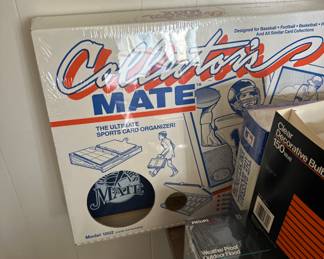 Designed for Baseball • Football • Basketball •
And All Similar Card Collections
Collector's
MATE
THE ULTIMATE
SPORTS CARD ORGANIZER!
MATE
Model 1002
Clear
Decorative Bulb
150
Weather Proof
Outdoor Flood